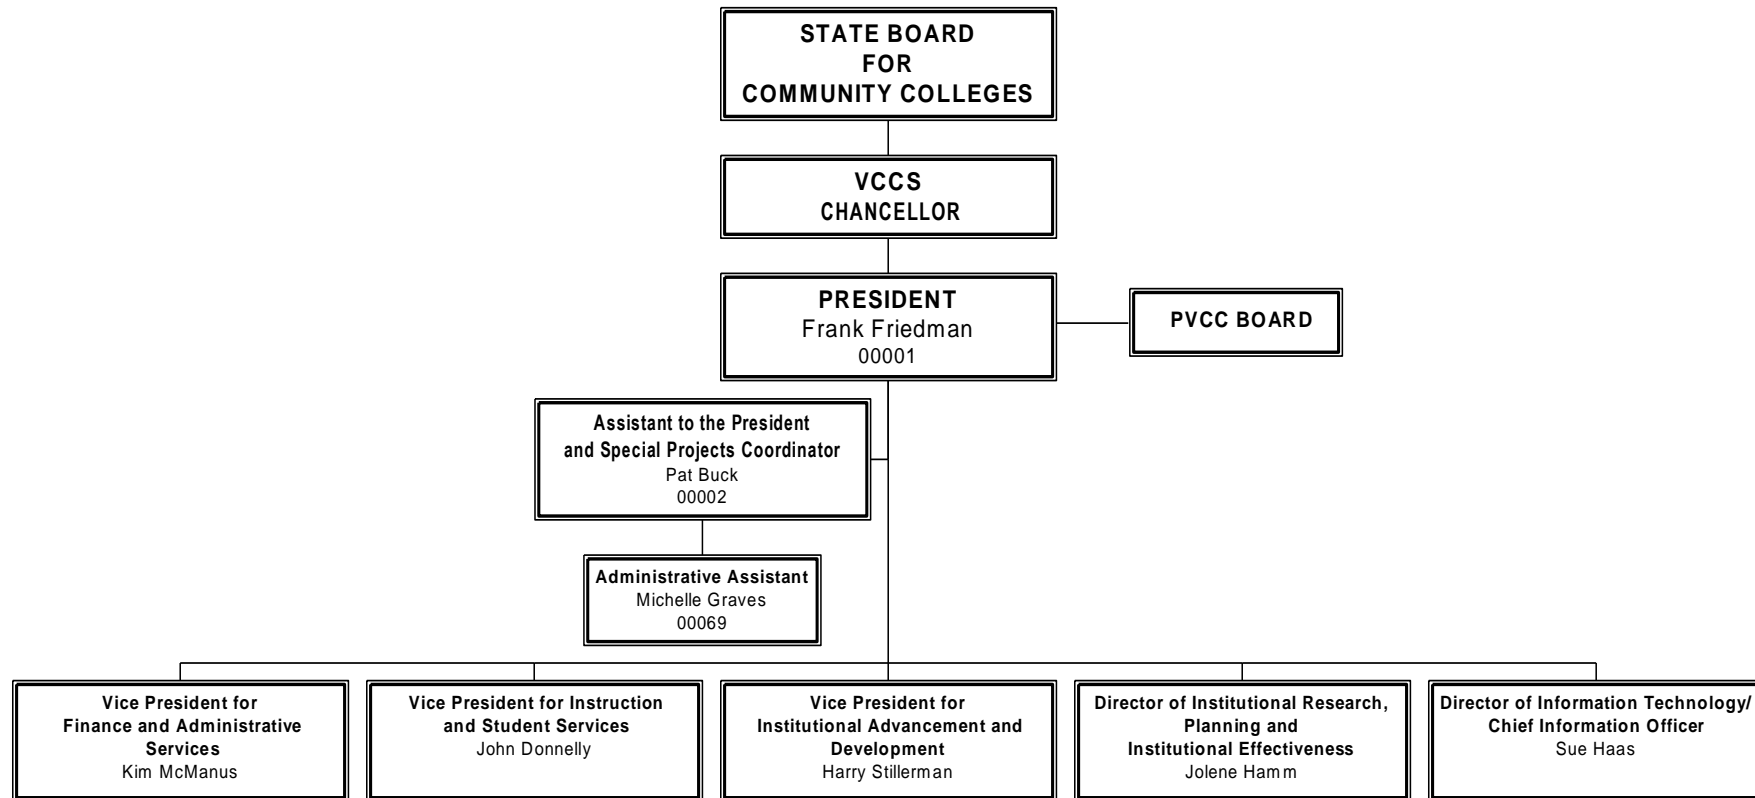 STATE BOARD
FOR
COMMUNITY COLLEGES
VCCS
CHANCELLOR
PRESIDENT
Frank Friedman
00001
PVCC BOARD
Assistant to the President
and Special Projects Coordinator
Pat Buck
00002
Administrative Assistant
Michelle Graves
00069
Vice President for
Finance and Administrative
Services
Kim McManus
Vice President for Instruction
and Student Services
John Donnelly
Vice President for
Institutional Advancement and
Development
Harry Stillerman
Director of Institutional Research,
Planning and
Institutional Effectiveness
Jolene Hamm
Director of Information Technology/
Chief Information Officer
Sue Haas